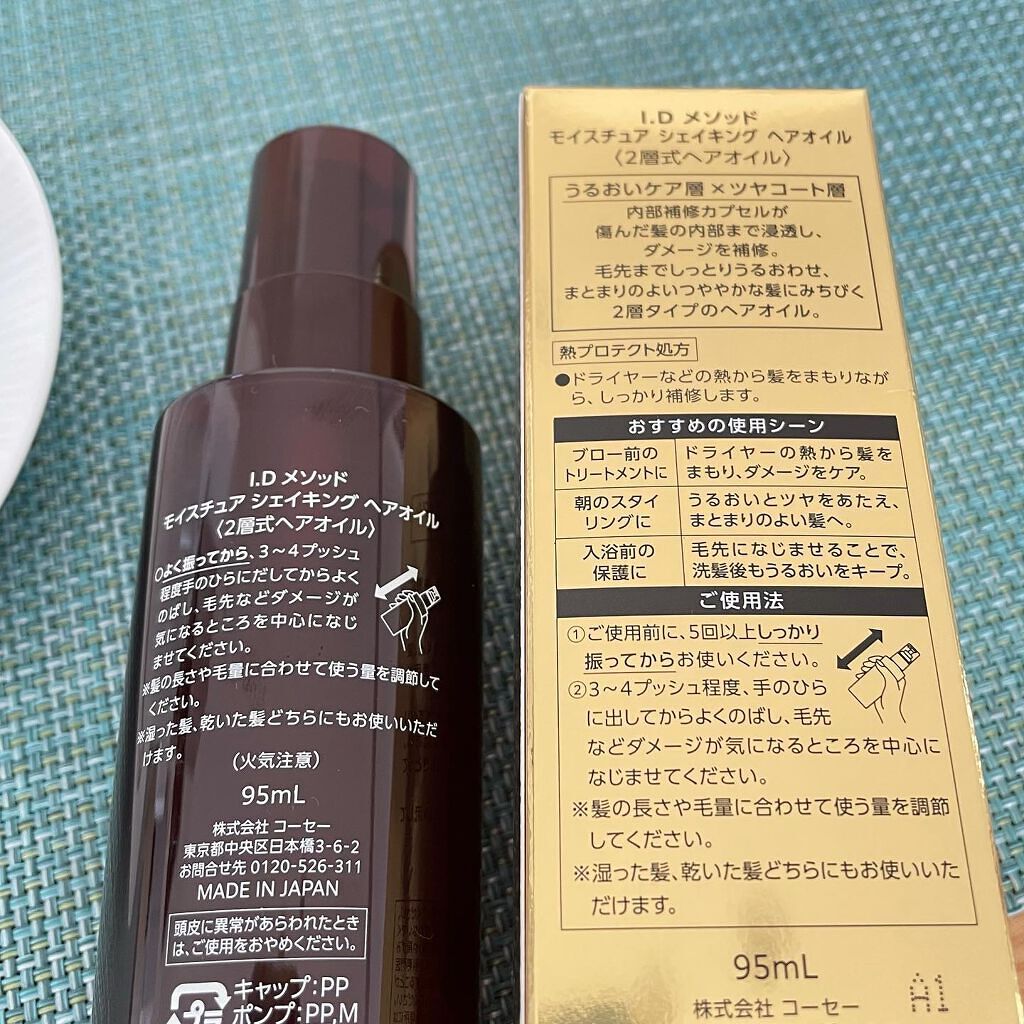 I.D メソッド
モイスチュア シェイキング ヘアオイル
〈2層式ヘアオイル〉
○よく振ってから、3〜4プッシュ
程度手のひらにだしてからよく
のばし、毛先などダメージが
気になるところを中心になじ
ませてください。
※髪の長さや毛量に合わせて使う量を調節して
ください。
※湿った髪、乾いた髪どちらにもお使いいただ
けます。
(火気注意)
95mL
株式会社 コーセー
東京都中央区日本橋3-6-2
お問合せ先 0120-526-311
MADE IN JAPAN
頭皮に異常があらわれたとき
は、ご使用をおやめください。
キャップ:PP
ポンプ:PP,M
I.D メソッド
モイスチュア シェイキング ヘアオイル
〈2層式ヘアオイル〉
うるおいケア層×ツヤコート層
内部補修カプセルが
傷んだ髪の内部まで浸透し、
ダメージを補修。
毛先までしっとりうるおわせ、
まとまりのよいつややかな髪にみちびく
2層タイプのヘアオイル。
熱プロテクト処方
●ドライヤーなどの熱から髪をまもりなが
ら、しっかり補修します。
おすすめの使用シーン
ブロー前の
トリートメントに
ドライヤーの熱から髪を
まもり、ダメージをケア。
朝のスタイ
リングに
うるおいとツヤをあたえ、
まとまりのよい髪へ。
入浴前の
保護に
毛先になじませることで、
洗髪後もうるおいをキープ。
ご使用法
①ご使用前に、5回以上しっかり
振ってからお使いください。
②3〜4プッシュ程度、手のひら
に出してからよくのばし、毛先
などダメージが気になるところを中心に
なじませてください。
※髪の長さや毛量に合わせて使う量を調節
してください。
※湿った髪、乾いた髪どちらにもお使いいた
だけます。
95mL
株式会社 コーセー
A1